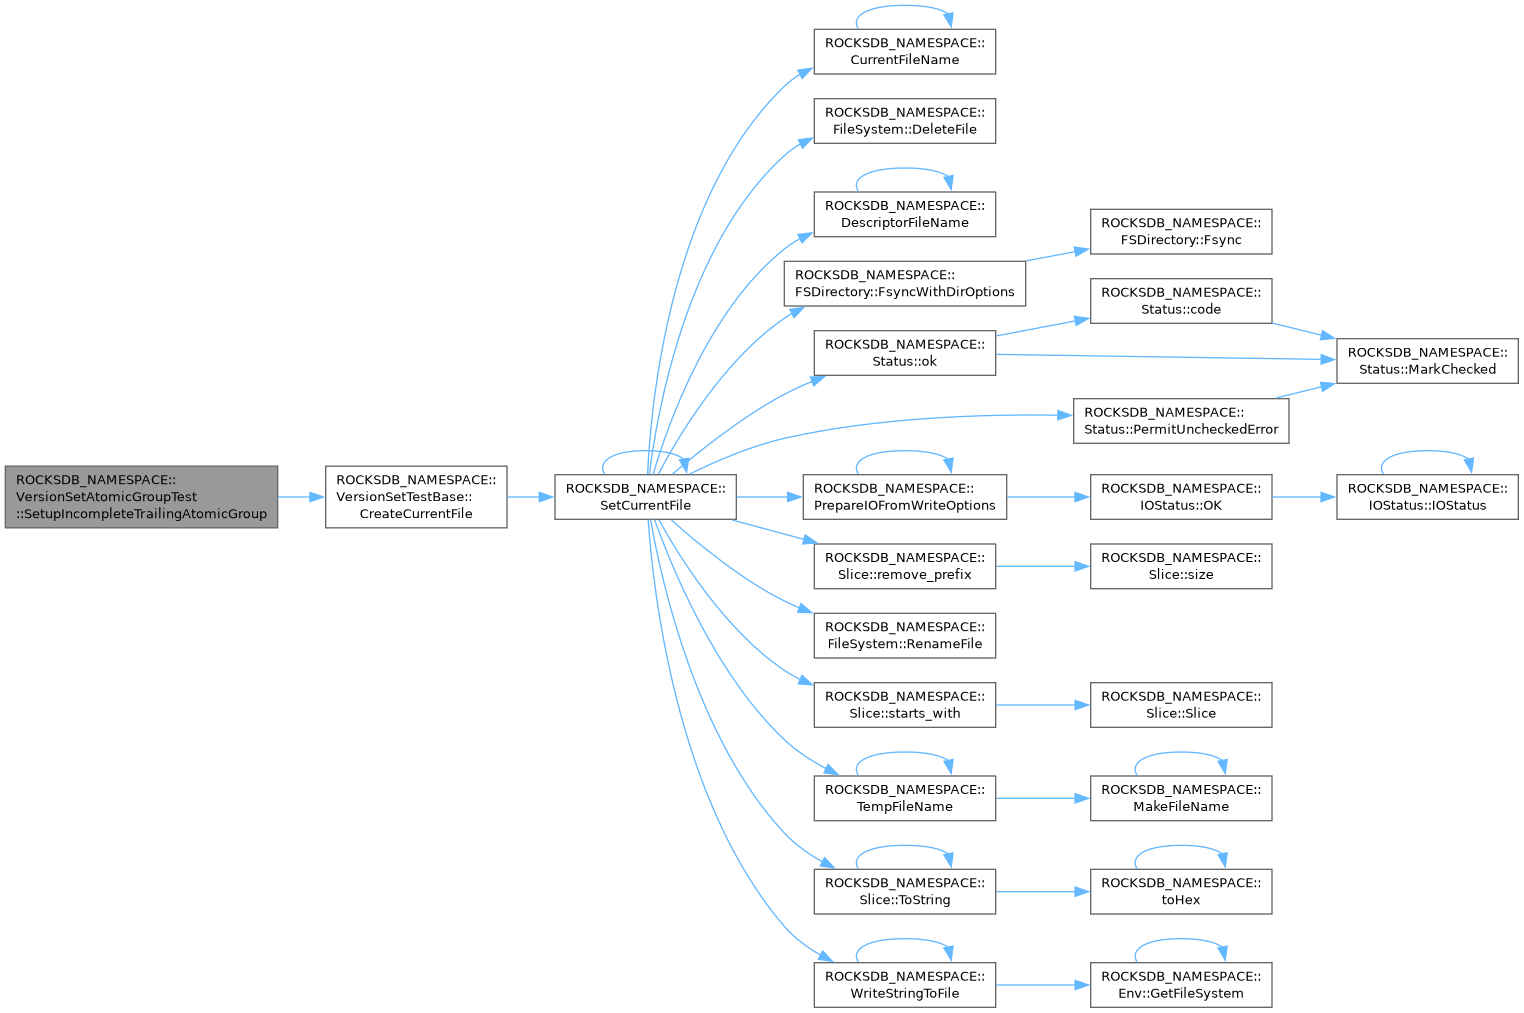 ROCKSDB_NAMESPACE::
VersionSetAtomicGroupTest
::SetupIncompleteTrailingAtomicGroup
ROCKSDB_NAMESPACE::
VersionSetTestBase::
CreateCurrentFile
ROCKSDB_NAMESPACE::
SetCurrentFile
ROCKSDB_NAMESPACE::
CurrentFileName
ROCKSDB_NAMESPACE::
FileSystem::DeleteFile
ROCKSDB_NAMESPACE::
DescriptorFileName
ROCKSDB_NAMESPACE::
FSDirectory::FsyncWithDirOptions
ROCKSDB_NAMESPACE::
FSDirectory::Fsync
ROCKSDB_NAMESPACE::
Status::ok
ROCKSDB_NAMESPACE::
Status::code
ROCKSDB_NAMESPACE::
Status::MarkChecked
ROCKSDB_NAMESPACE::
Status::PermitUncheckedError
ROCKSDB_NAMESPACE::
PrepareIOFromWriteOptions
ROCKSDB_NAMESPACE::
IOStatus::OK
ROCKSDB_NAMESPACE::
IOStatus::IOStatus
ROCKSDB_NAMESPACE::
Slice::remove_prefix
ROCKSDB_NAMESPACE::
Slice::size
ROCKSDB_NAMESPACE::
FileSystem::RenameFile
ROCKSDB_NAMESPACE::
Slice::starts_with
ROCKSDB_NAMESPACE::
Slice::Slice
ROCKSDB_NAMESPACE::
TempFileName
ROCKSDB_NAMESPACE::
MakeFileName
ROCKSDB_NAMESPACE::
Slice::ToString
ROCKSDB_NAMESPACE::
toHex
ROCKSDB_NAMESPACE::
WriteStringToFile
ROCKSDB_NAMESPACE::
Env::GetFileSystem